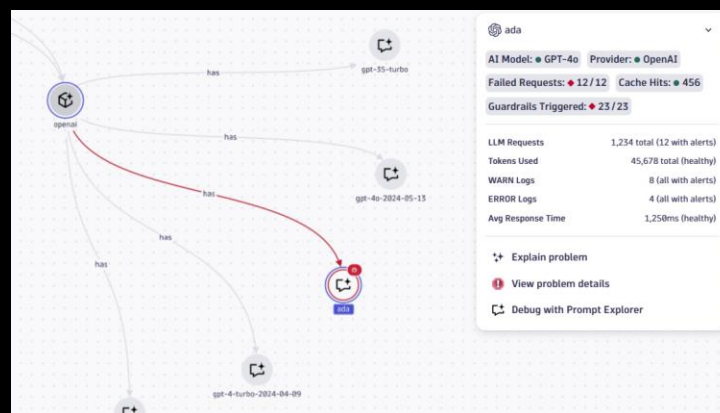 ada
AI Model: GPT-4o Provider: OpenAI
Failed Requests: 12/12 Cache Hits: 456
Guardrails Triggered: 23/23
LLM Requests 1,234 total (12 with alerts)
Tokens Used 45,678 total (healthy)
WARN Logs 8 (all with alerts)
ERROR Logs 4 (all with alerts)
Avg Response Time 1,250ms (healthy)
Explain problem
View problem details
Debug with Prompt Explorer
has
gpt-35-turbo
openai
has
gpt-4o-2024-05-13
has
has
has
ada
gpt-4-turbo-2024-04-09